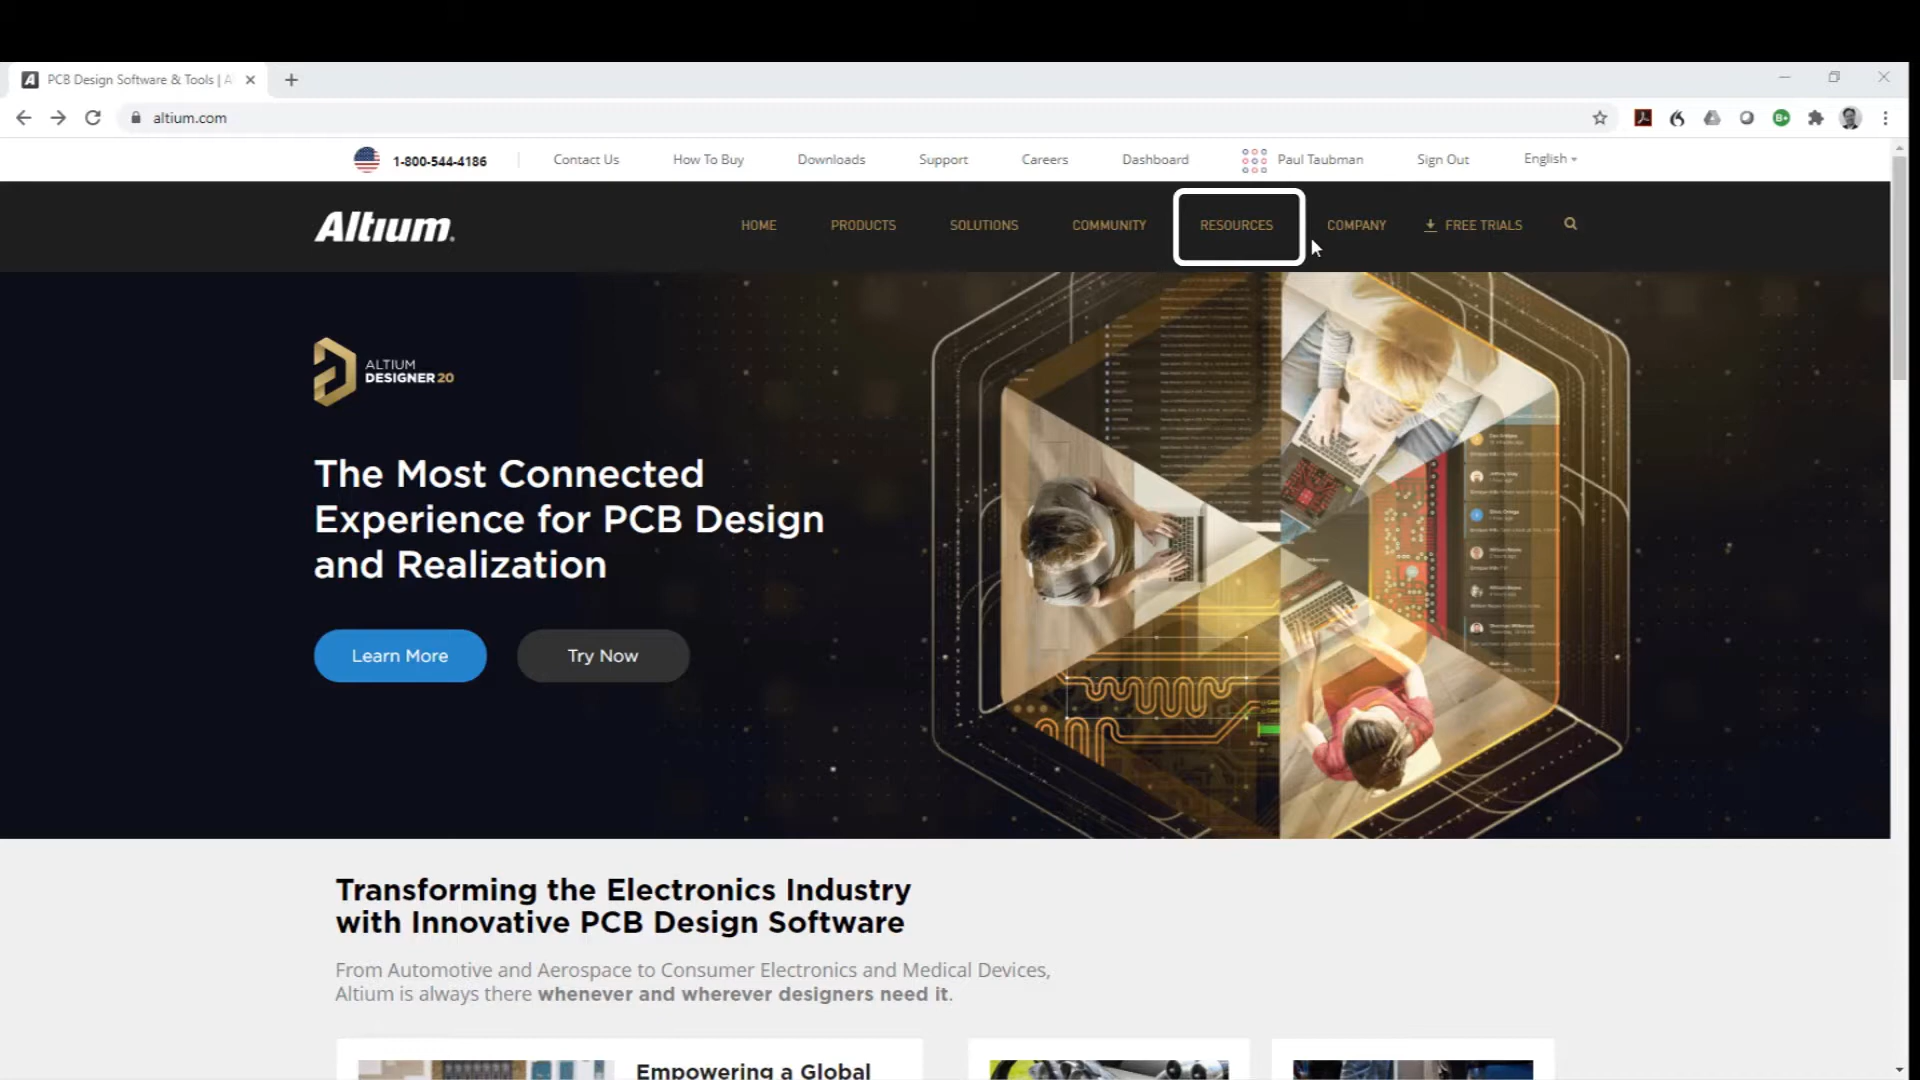 PCB Design Software & Tools | A
altium.com
1-800-544-4186
Contact Us
How To Buy
Downloads
Support
Careers
Dashboard
Paul Taubman
Sign Out
English
Altium.
HOME
PRODUCTS
SOLUTIONS
COMMUNITY
RESOURCES
COMPANY
FREE TRIALS
ALTIUM
DESIGNER 20
The Most Connected
Experience for PCB Design
and Realization
Learn More
Try Now
Transforming the Electronics Industry
with Innovative PCB Design Software
From Automotive and Aerospace to Consumer Electronics and Medical Devices,
Altium is always there whenever and wherever designers need it.
Empowering a Global